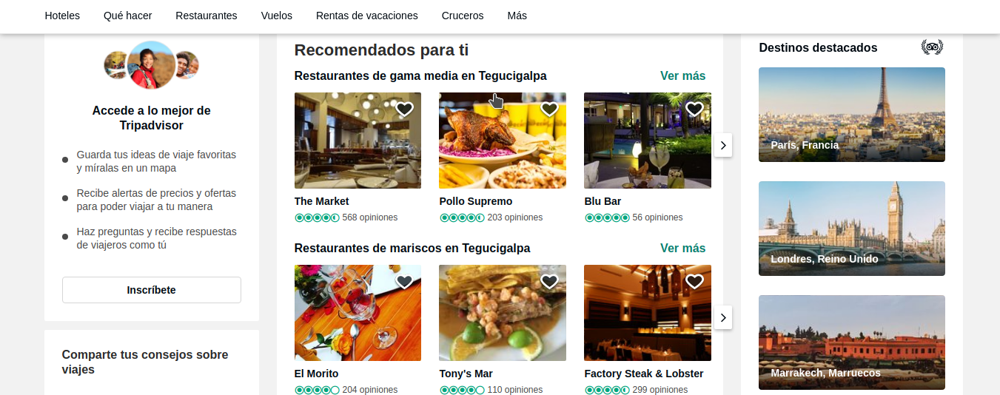 Hoteles Qué hacer Restaurantes Vuelos Rentas de vacaciones Cruceros Más
Accede a lo mejor de
Tripadvisor
Guarda tus ideas de viaje favoritas
y míralas en un mapa
Recibe alertas de precios y ofertas
para poder viajar a tu manera
Haz preguntas y recibe respuestas
de viajeros como tú
Inscríbete
Comparte tus consejos sobre
viajes
Recomendados para ti
Restaurantes de gama media en Tegucigalpa Ver más
The Market Pollo Supremo Blu Bar
568 opiniones 203 opiniones 56 opiniones
Restaurantes de mariscos en Tegucigalpa Ver más
El Morito Tony's Mar Factory Steak & Lobster
204 opiniones 110 opiniones 299 opiniones
Destinos destacados
París, Francia
Londres, Reino Unido
Marrakech, Marruecos